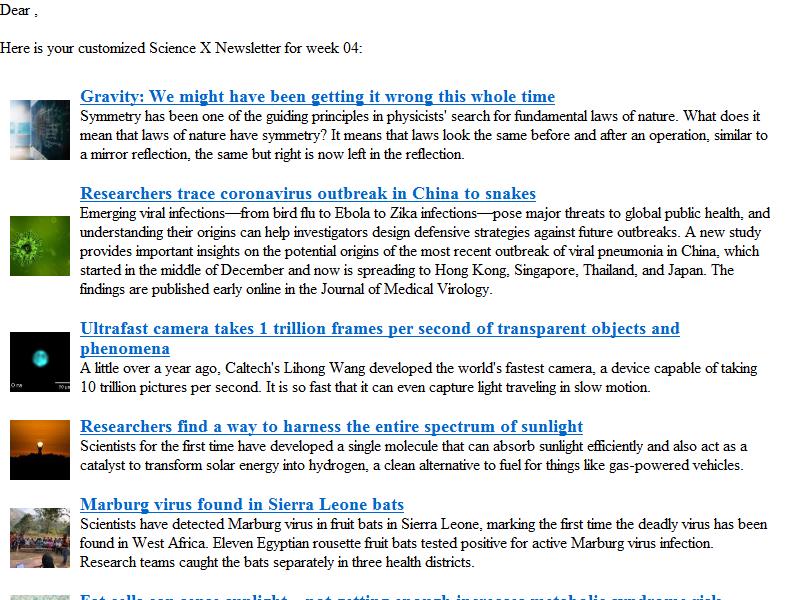 Dear ,
Here is your customized Science X Newsletter for week 04:
Gravity: We might have been getting it wrong this whole time
Symmetry has been one of the guiding principles in physicists' search for fundamental laws of nature. What does it
mean that laws of nature have symmetry? It means that laws look the same before and after an operation, similar to
a mirror reflection, the same but right is now left in the reflection.
Researchers trace coronavirus outbreak in China to snakes
Emerging viral infections—from bird flu to Ebola to Zika infections—pose major threats to global public health, and
understanding their origins can help investigators design defensive strategies against future outbreaks. A new study
provides important insights on the potential origins of the most recent outbreak of viral pneumonia in China, which
started in the middle of December and now is spreading to Hong Kong, Singapore, Thailand, and Japan. The
findings are published early online in the Journal of Medical Virology.
Ultrafast camera takes 1 trillion frames per second of transparent objects and
phenomena
A little over a year ago, Caltech's Lihong Wang developed the world's fastest camera, a device capable of taking
10 trillion pictures per second. It is so fast that it can even capture light traveling in slow motion.
Researchers find a way to harness the entire spectrum of sunlight
Scientists for the first time have developed a single molecule that can absorb sunlight efficiently and also act as a
catalyst to transform solar energy into hydrogen, a clean alternative to fuel for things like gas-powered vehicles.
Marburg virus found in Sierra Leone bats
Scientists have detected Marburg virus in fruit bats in Sierra Leone, marking the first time the deadly virus has been
found in West Africa. Eleven Egyptian rousette fruit bats tested positive for active Marburg virus infection.
Research teams caught the bats separately in three health districts.
Fat cells can sense sunlight—not getting enough increases metabolic syndrome risk